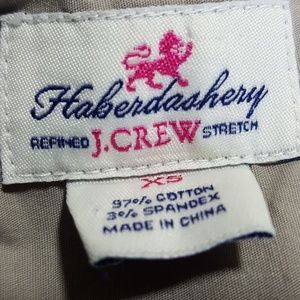 Haberdashery
REFINED J.CREW STRETCH
XS
97% COTTON
3% SPANDEX
MADE IN CHINA